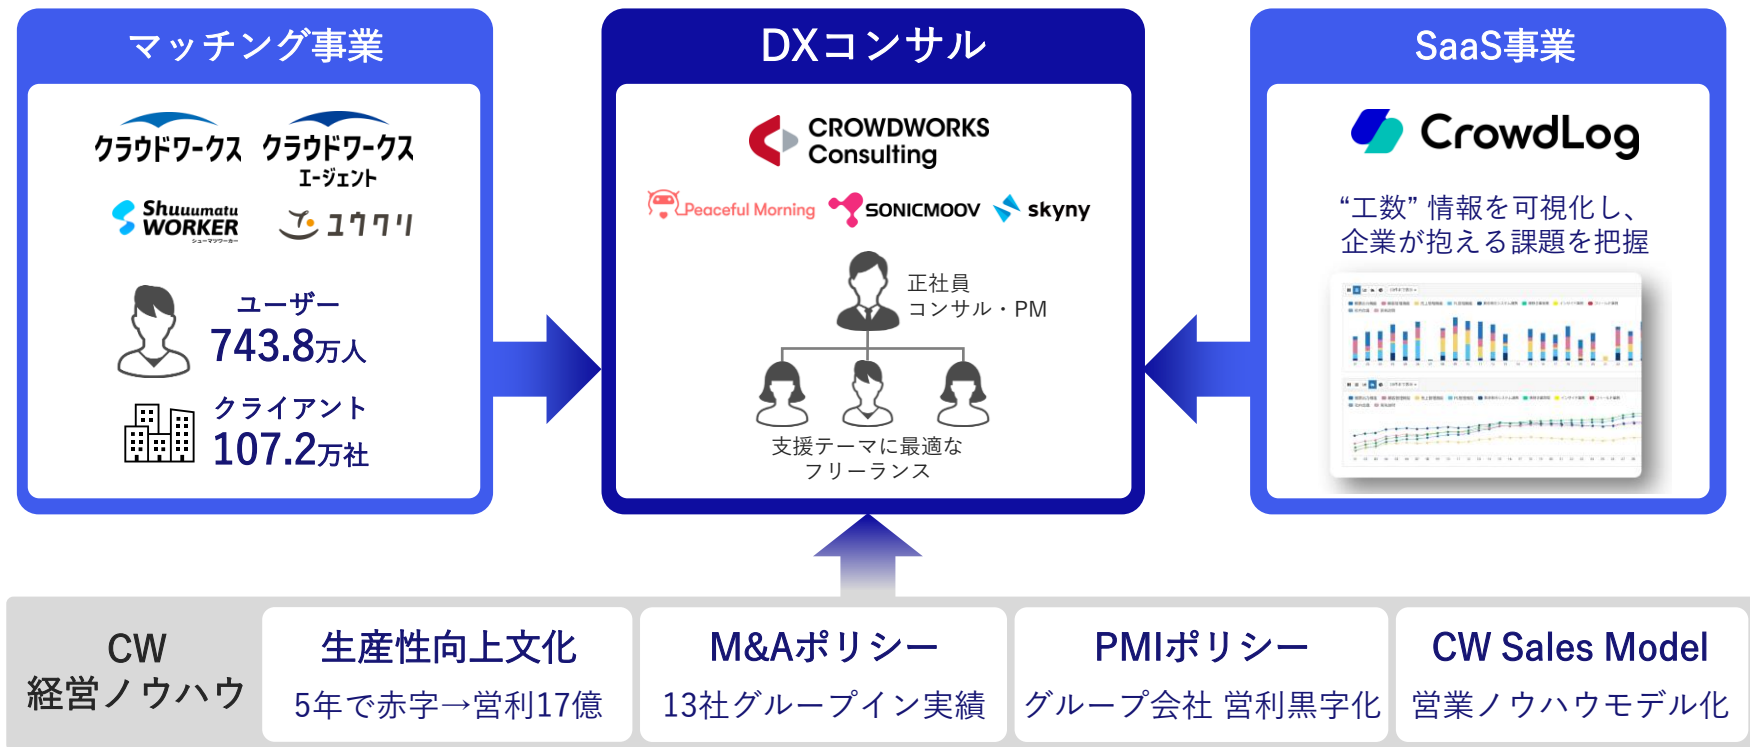 マッチング事業
クラウドワークス
クラウドワークス
エージェント
Shuuumatu
WORKER
シューマツワーカー
ユウクリ
ユーザー
743.8万人
クライアント
107.2万社
DXコンサル
CROWDWORKS
Consulting
Peaceful Morning
SONICMOOV
skyny
正社員
コンサル・PM
支援テーマに最適な
フリーランス
SaaS事業
CrowdLog
“工数” 情報を可視化し、
企業が抱える課題を把握
CW
経営ノウハウ
生産性向上文化
5年で赤字→営利17億
M&Aポリシー
13社グループイン実績
PMIポリシー
グループ会社 営利黒字化
CW Sales Model
営業ノウハウモデル化